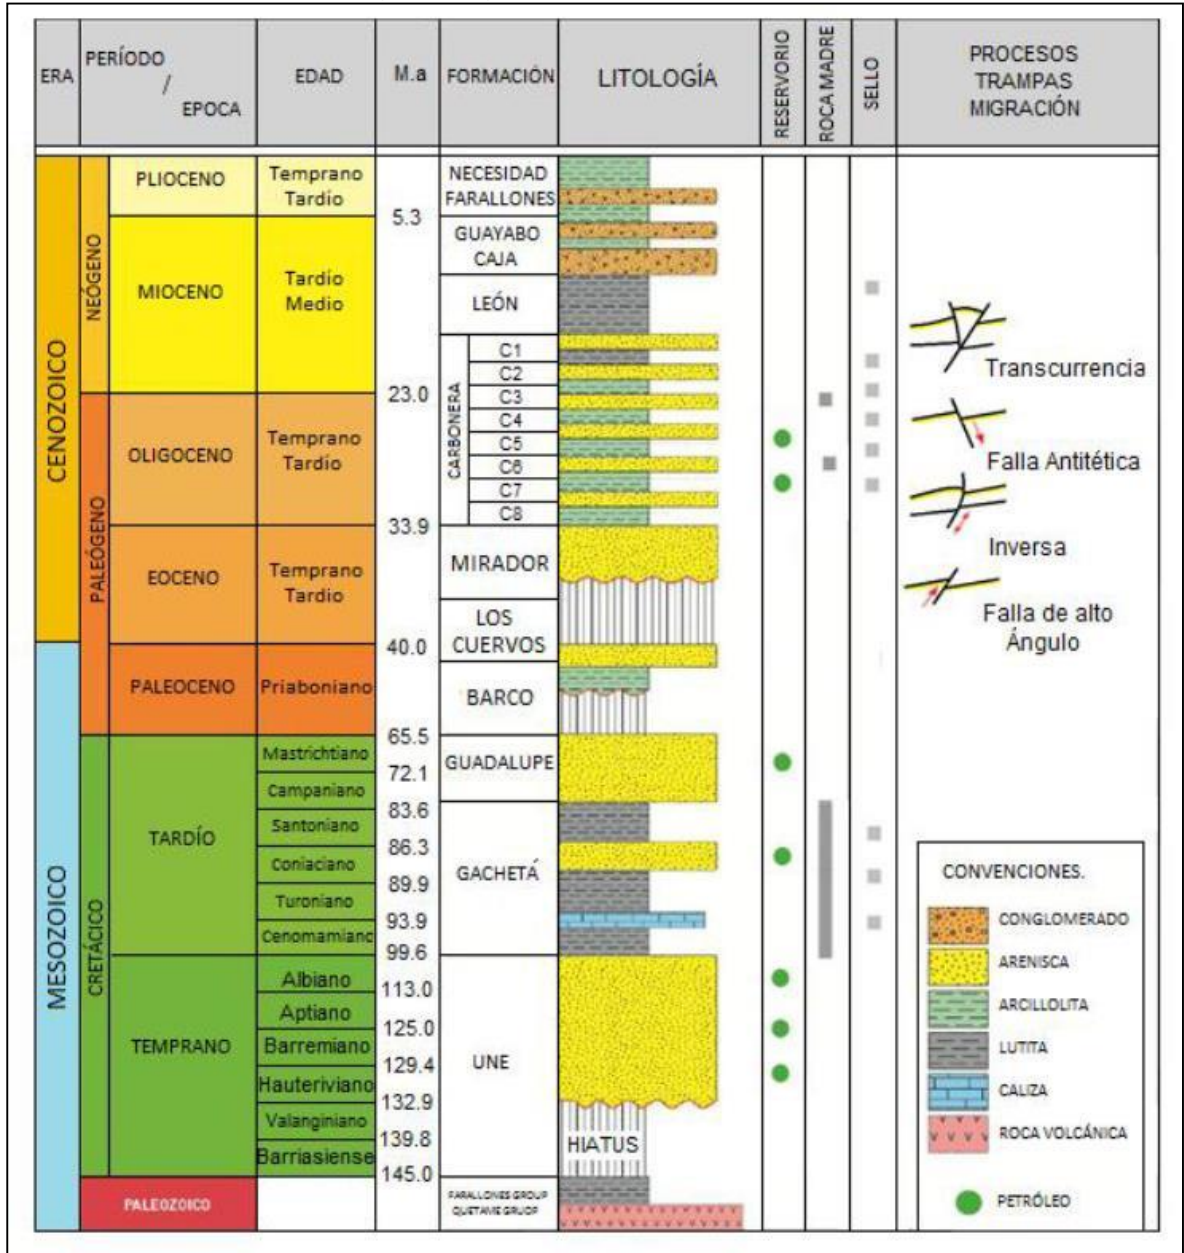 ERA
PERÍODO
/
EPOCA
EDAD
M.a
FORMACIÓN
LITOLOGÍA
RESERVORIO
ROCA MADRE
SELLO
PROCESOS
TRAMPAS
MIGRACIÓN
CENOZOICO
MESOZOICO
NEÓGENO
PALEÓGENO
CRETÁCICO
PLIOCENO
MIOCENO
OLIGOCENO
EOCENO
PALEOCENO
TARDÍO
TEMPRANO
PALEOZOICO
Temprano
Tardío
Tardío
Medio
Temprano
Tardío
Temprano
Tardío
Priaboniano
Mastrichtiano
Campaniano
Santoniano
Coniaciano
Turoniano
Cenomamianc
Albiano
Aptiano
Barremiano
Hauteriviano
Valanginiano
Barriasiense
5.3
23.0
33.9
40.0
65.5
72.1
83.6
86.3
89.9
93.9
99.6
113.0
125.0
129.4
132.9
139.8
145.0
NECESIDAD
FARALLONES
GUAYABO
CAJA
LEÓN
CARBONERA
C1
C2
C3
C4
C5
C6
C7
C8
MIRADOR
LOS
CUERVOS
BARCO
GUADALUPE
GACHETÁ
UNE
FARALLONES GROUP
QUETAME GRUOP
HIATUS
Transcurrencia
Falla Antitética
Inversa
Falla de alto
Ángulo
CONVENCIONES.
CONGLOMERADO
ARENISCA
ARCILLOLITA
LUTITA
CALIZA
ROCA VOLCÁNICA
PETRÓLEO